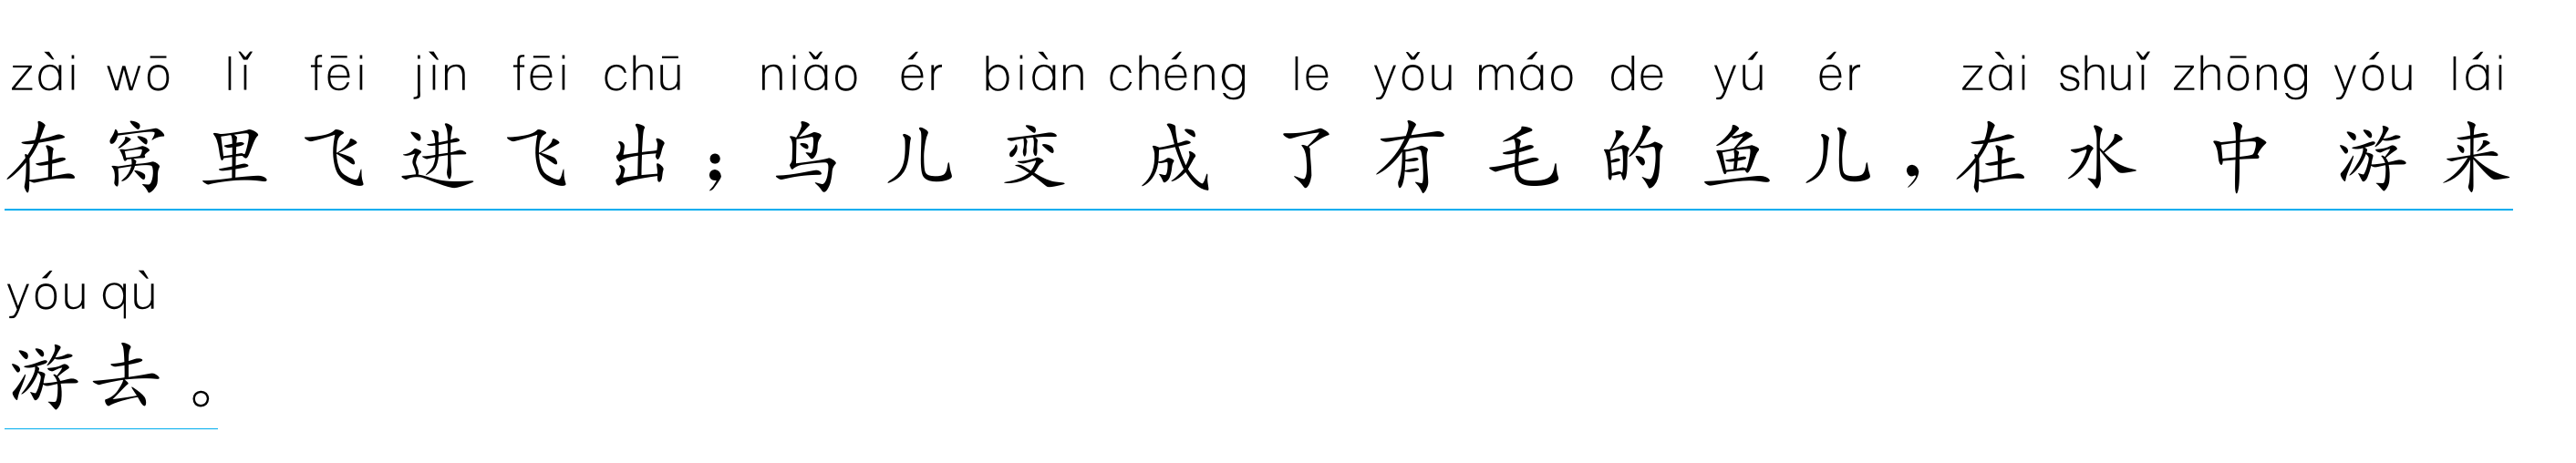 zài wō lǐ fēi jìn fēi chū niǎo ér biàn chéng le yǒu máo de yú ér zài shuǐ zhōng yóu lái
在窝里飞进飞出；鸟儿变成了有毛的鱼儿，在水中游来
yóu qù
游去。